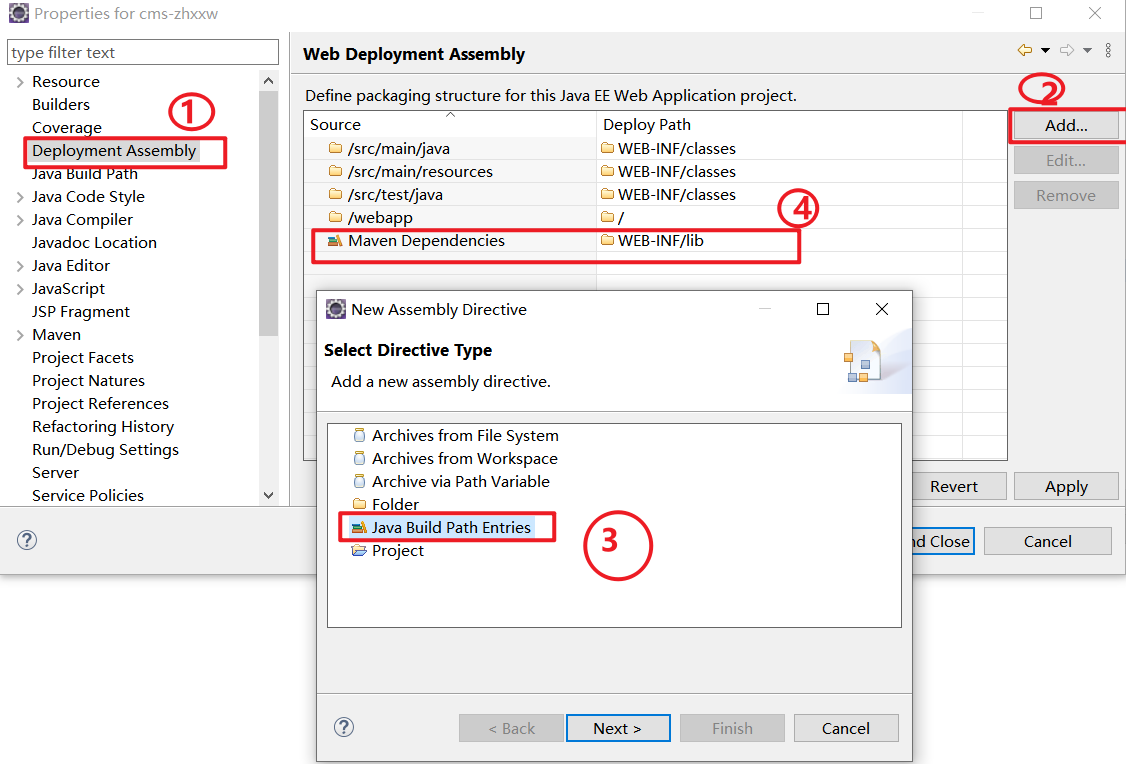 Properties for cms-zhxxw
type filter text
Resource
Builders
Coverage
Deployment Assembly
Java Build Path
Java Code Style
Java Compiler
Javadoc Location
Java Editor
JavaScript
JSP Fragment
Maven
Project Facets
Project Natures
Project References
Refactoring History
Run/Debug Settings
Server
Service Policies
1
Web Deployment Assembly
Define packaging structure for this Java EE Web Application project.
Source Deploy Path
/src/main/java WEB-INF/classes
/src/main/resources WEB-INF/classes
/src/test/java WEB-INF/classes
/webapp /
Maven Dependencies WEB-INF/lib
4
2
Add...
Edit...
Remove
Revert Apply
nd Close Cancel
New Assembly Directive
Select Directive Type
Add a new assembly directive.
Archives from File System
Archives from Workspace
Archive via Path Variable
Folder
Java Build Path Entries
Project
3
< Back Next > Finish Cancel